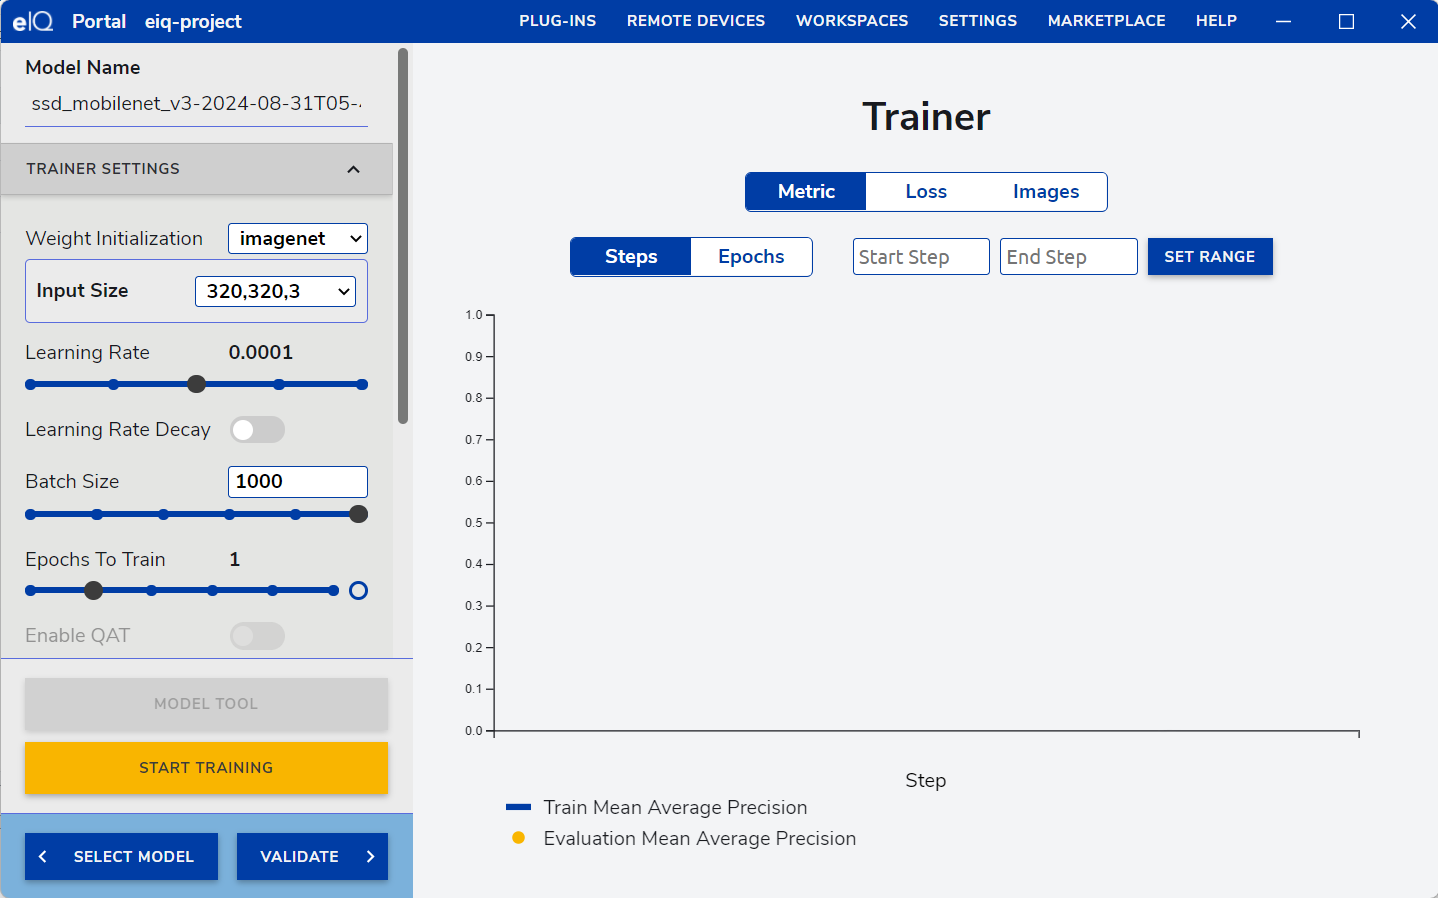 eIQ Portal eiq-project PLUG-INS REMOTE DEVICES WORKSPACES SETTINGS MARKETPLACE HELP
Model Name
ssd_mobilenet_v3-2024-08-31T05-
TRAINER SETTINGS
Weight Initialization imagenet
Input Size 320,320,3
Learning Rate 0.0001
Learning Rate Decay
Batch Size 1000
Epochs To Train 1
Enable QAT
MODEL TOOL
START TRAINING
SELECT MODEL VALIDATE
Trainer
Metric Loss Images
Steps Epochs Start Step End Step SET RANGE
1.0
0.9
0.8
0.7
0.6
0.5
0.4
0.3
0.2
0.1
0.0
Step
Train Mean Average Precision
Evaluation Mean Average Precision